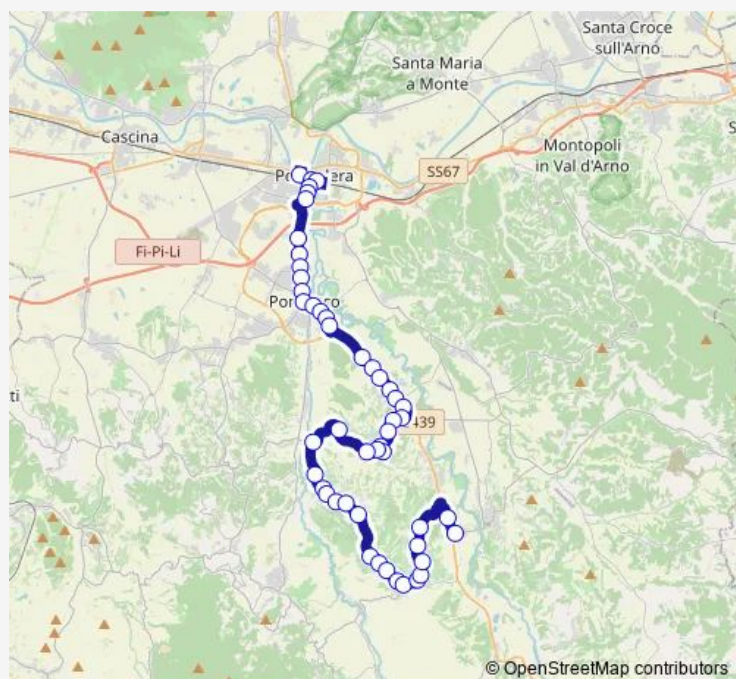 Santa Croce
sull'Arno
Santa Maria
a Monte
Cascina
Montopoli
in Val d'Arno
SS67
Fi-Pi-Li
439
© OpenStreetMap contributors